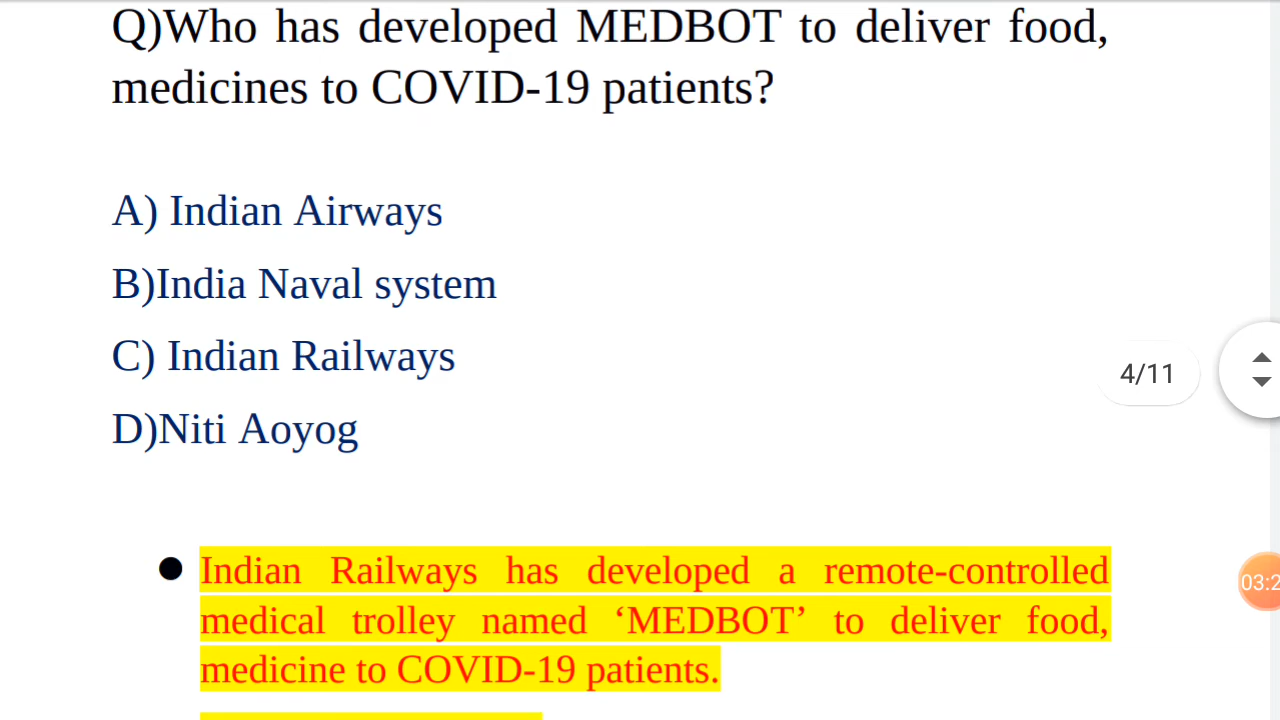 Q)Who has developed MEDBOT to deliver food,
medicines to COVID-19 patients?
A) Indian Airways
B)India Naval system
C) Indian Railways
4/11
D)Niti Aoyog
● Indian Railways has developed a remote-controlled
medical trolley named ‘MEDBOT’ to deliver food,
medicine to COVID-19 patients.